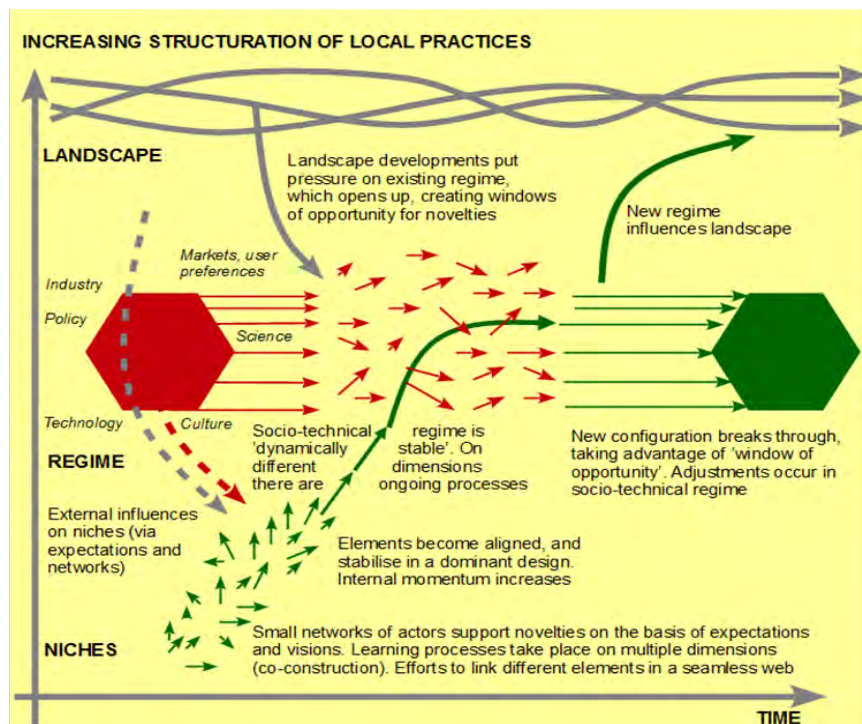 INCREASING STRUCTURATION OF LOCAL PRACTICES
LANDSCAPE
Landscape developments put
pressure on existing regime,
which opens up, creating windows
of opportunity for novelties
New regime
influences landscape
Markets, user
preferences
Industry
Policy
Science
Technology
Culture
REGIME
Socio-technical regime is
'dynamically stable'. On
different dimensions
there are ongoing processes
New configuration breaks through,
taking advantage of 'window of
opportunity'. Adjustments occur in
socio-technical regime
External influences
on niches (via
expectations and
networks)
Elements become aligned, and
stabilise in a dominant design.
Internal momentum increases
NICHES
Small networks of actors support novelties on the basis of expectations
and visions. Learning processes take place on multiple dimensions
(co-construction). Efforts to link different elements in a seamless web
TIME